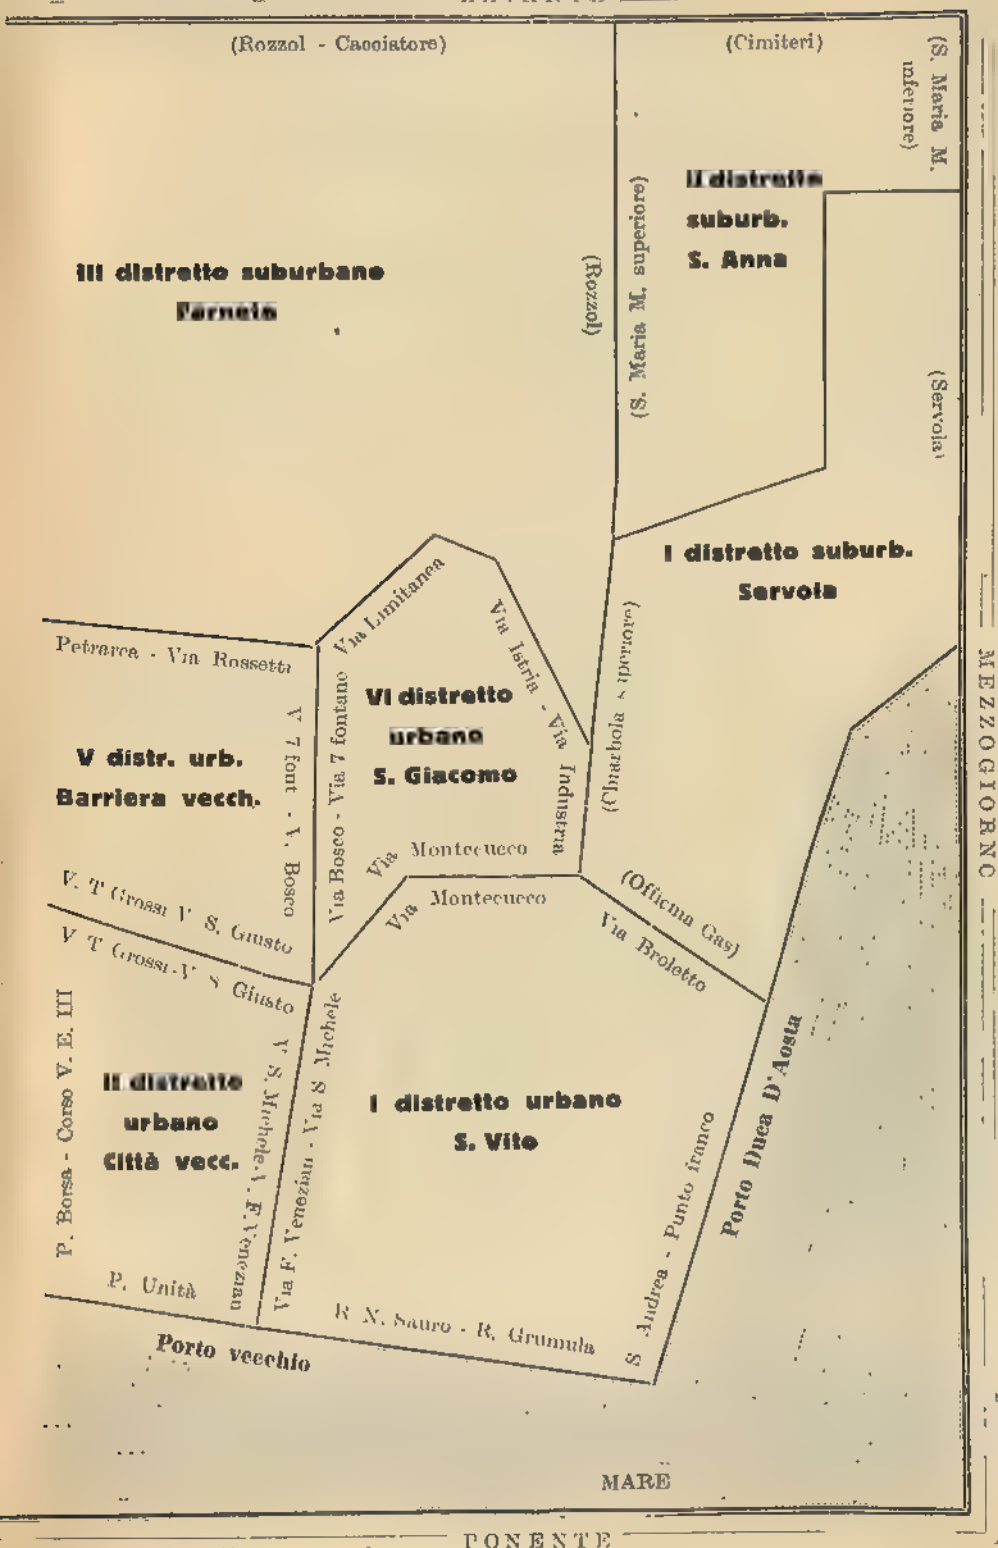 (Rozzol - Cacciatore)
(Cimiteri)
(S. Maria M.
inferiore)
II distretto
suburb.
S. Anna
(S. Maria M. superiore)
(Rozzol)
III distretto suburbano
(Servola)
I distretto suburb.
Servola
Via Limitanea
Via Istria - Via Industria
(Chiarbola superiore)
Petrarca - Via Rossetti
VI distretto
urbano
S. Giacomo
V distr. urb.
Barriera vecch.
V 7 font - V. Bosco
Via Bosco - Via 7 fontane
MEZZOGIORNO
Via Montecucco
Via Montecucco
(Officina Gas)
Via Broletto
V. T Grossi V S. Giusto
V T Grossi - V S Giusto
P. Borsa - Corso V. E. III
II distretto
urbano
Città vecc.
V S. Michele - V. F. Venezian
Via F. Venezian - Via S Michele
I distretto urbano
S. Vito
S Andrea - Punto franco
Porto Duca D'Aosta
P. Unità
R N. Sauro - R. Grumula
Porto vecchio
MARE
PONENTE